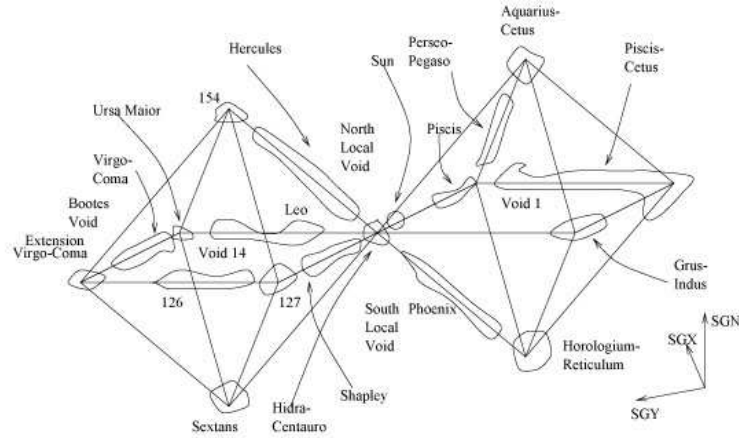 Aquarius-
Cetus
Hercules
Perseo-
Pegaso
Sun
Piscis-
Cetus
154
Ursa Maior
North
Local
Void
Piscis
Virgo-
Coma
Bootes
Void
Leo
Void 1
Extension
Virgo-Coma
Void 14
126
127
South
Local
Void
Phoenix
Grus-
Indus
SGN
SGX
SGY
Horologium-
Reticulum
Shapley
Hidra-
Centauro
Sextans